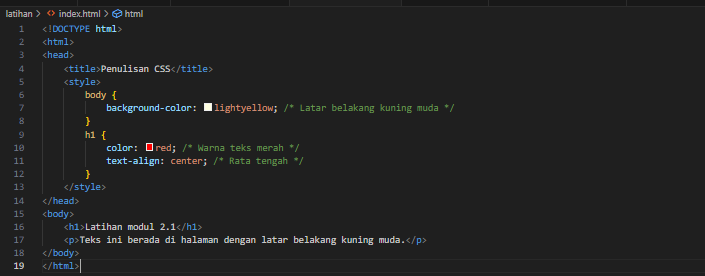 latihan > index.html > html
1 <!DOCTYPE html>
2 <html>
3 <head>
4     <title>Penulisan CSS</title>
5     <style>
6         body {
7             background-color: lightyellow; /* Latar belakang kuning muda */
8         }
9         h1 {
10             color: red; /* Warna teks merah */
11             text-align: center; /* Rata tengah */
12         }
13     </style>
14 </head>
15 <body>
16     <h1>Latihan modul 2.1</h1>
17     <p>Teks ini berada di halaman dengan latar belakang kuning muda.</p>
18 </body>
19 </html>